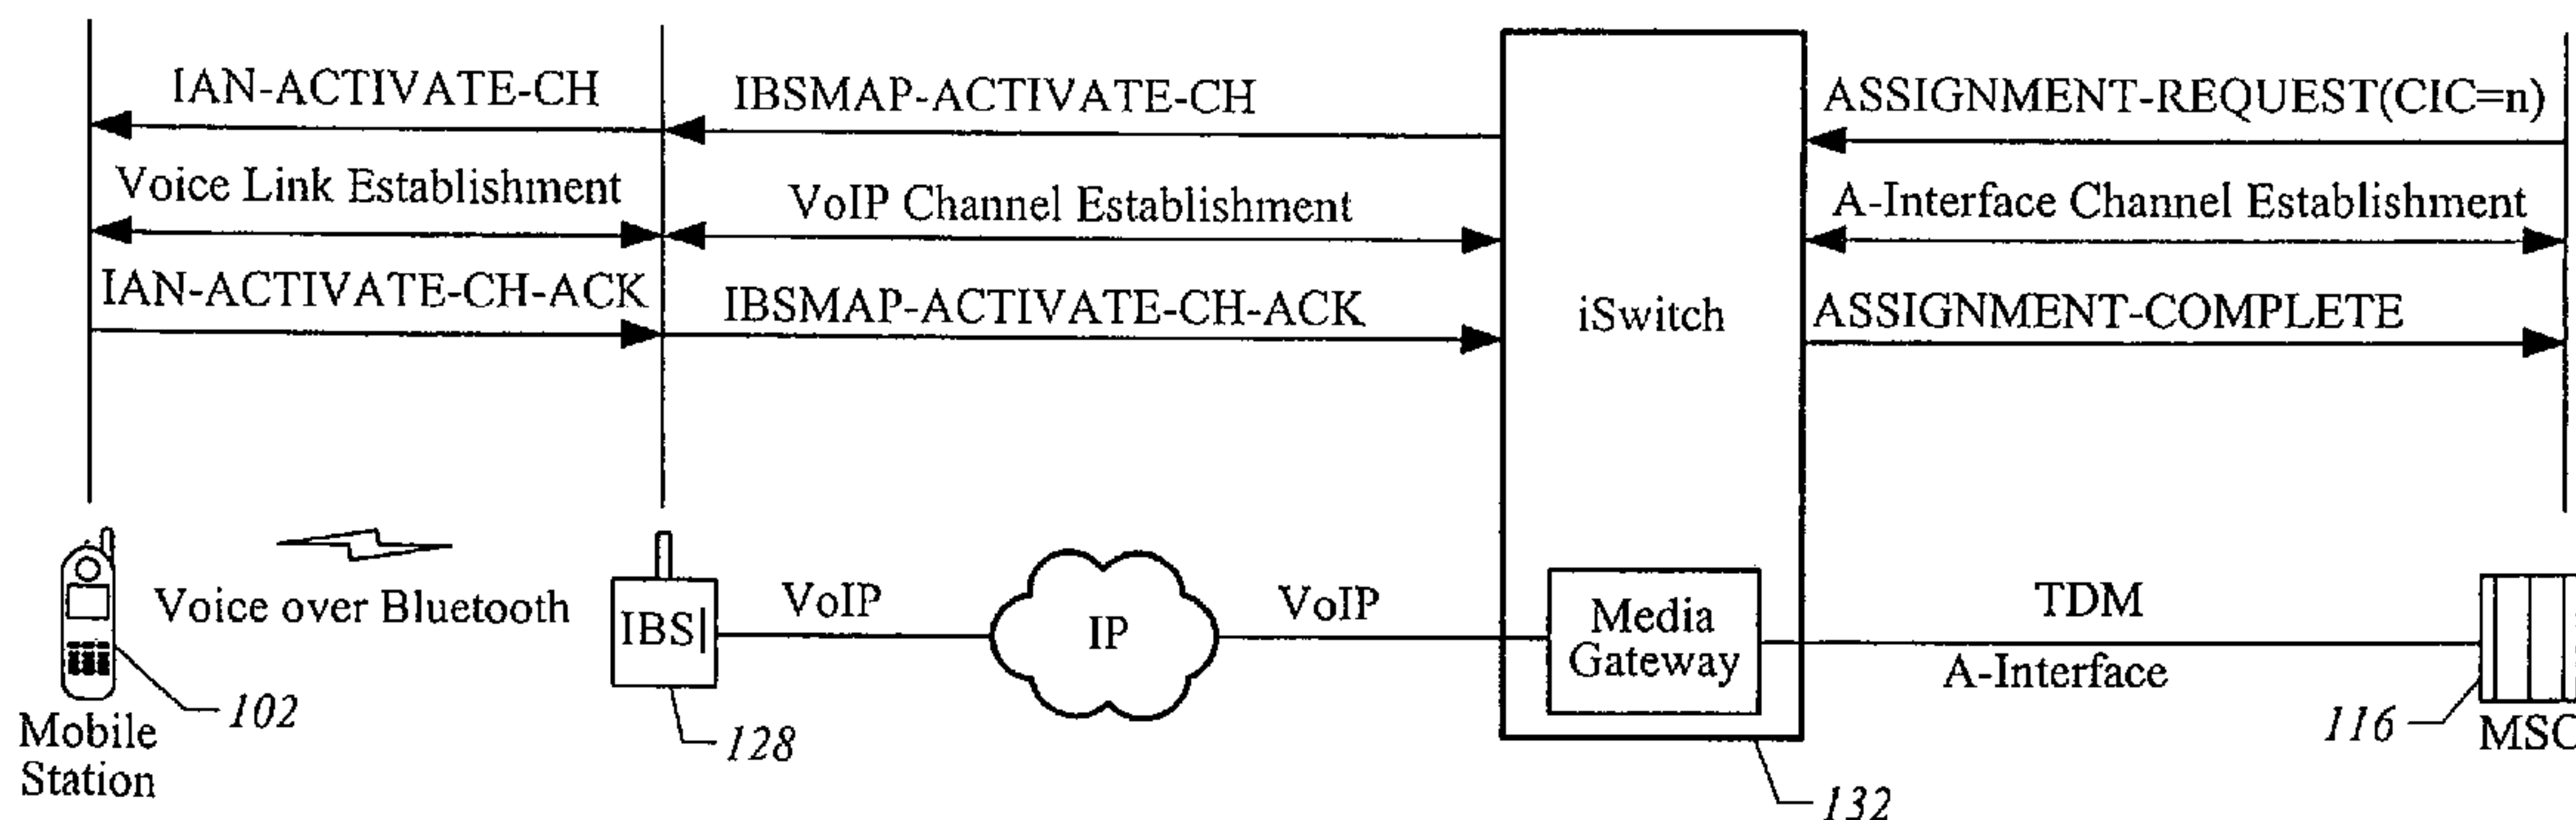 IAN-ACTIVATE-CH
IBSMAP-ACTIVATE-CH
ASSIGNMENT-REQUEST(CIC=n)
Voice Link Establishment
VoIP Channel Establishment
A-Interface Channel Establishment
IAN-ACTIVATE-CH-ACK
IBSMAP-ACTIVATE-CH-ACK
iSwitch
ASSIGNMENT-COMPLETE
Voice over Bluetooth
IBS
VoIP
IP
VoIP
Media
Gateway
TDM
A-Interface
102
Mobile
Station
128
116
MSC
132